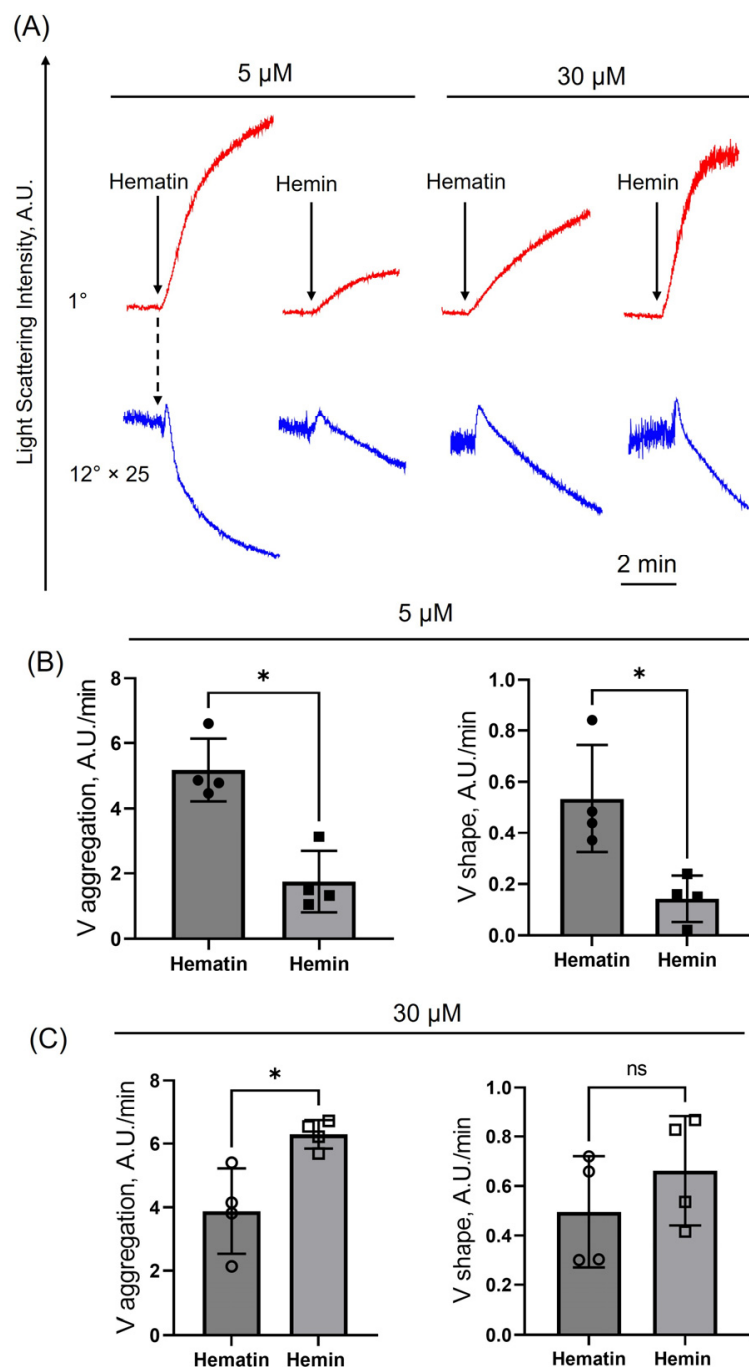 (A)
5 µM
30 µM
Light Scattering Intensity, A.U.
Hematin
Hemin
Hematin
Hemin
1°
12° × 25
2 min
5 µM
(B)
V aggregation, A.U./min
8
6
4
2
0
*
Hematin
Hemin
V shape, A.U./min
1.0
0.8
0.6
0.4
0.2
0.0
*
Hematin
Hemin
30 µM
(C)
V aggregation, A.U./min
8
6
4
2
0
*
Hematin
Hemin
V shape, A.U./min
1.0
0.8
0.6
0.4
0.2
0.0
ns
Hematin
Hemin